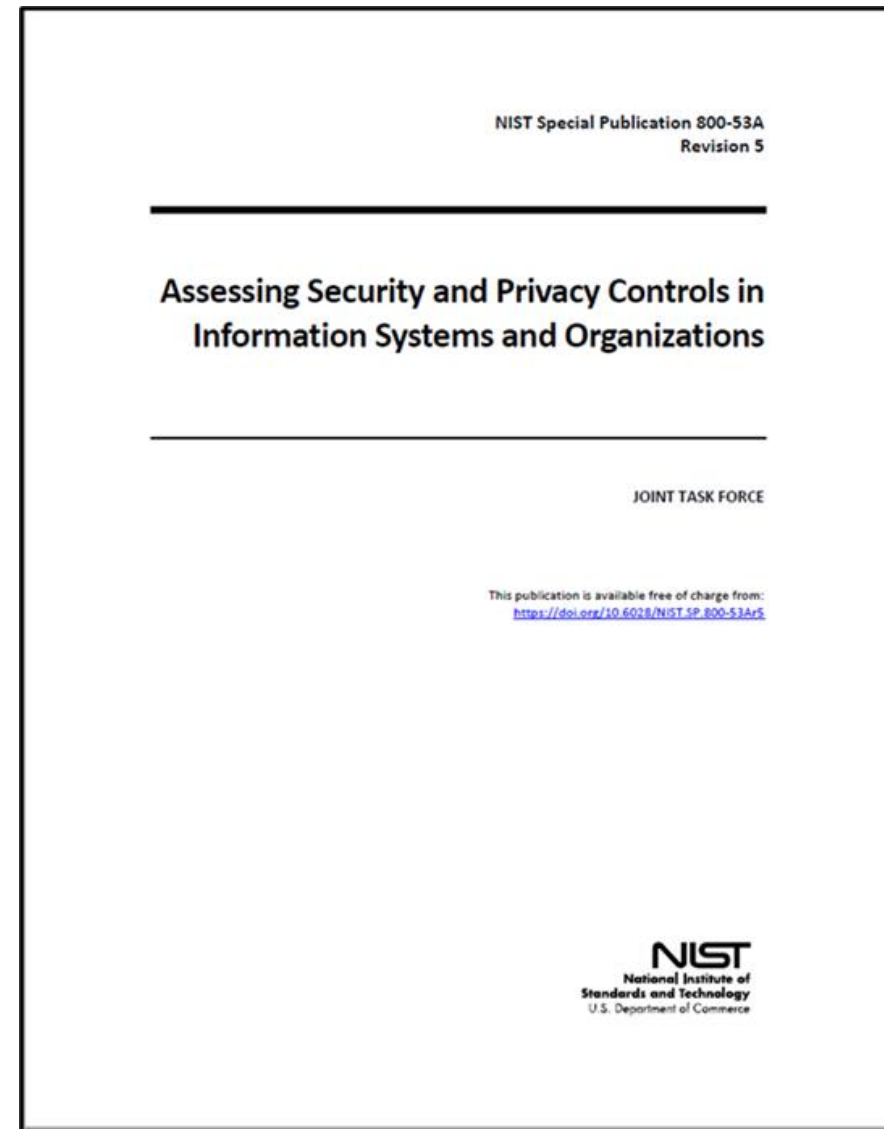 NIST Special Publication 800-53A
Revision 5
Assessing Security and Privacy Controls in
Information Systems and Organizations
JOINT TASK FORCE
This publication is available free of charge from:
https://doi.org/10.6028/NIST.SP.800-53Ar5
NIST
National Institute of
Standards and Technology
U.S. Department of Commerce